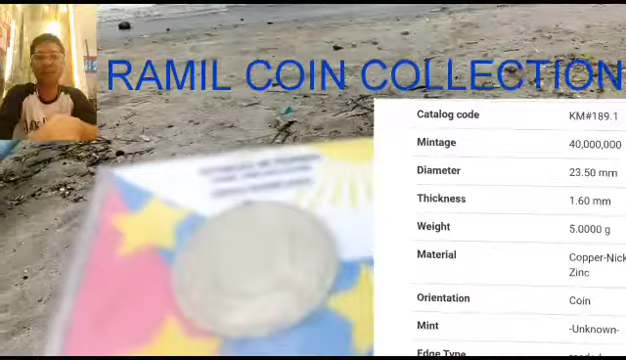 RAMIL COIN COLLECTION
Catalog code KM#189.1
Mintage 40,000,000
Diameter 23.50 mm
Thickness 1.60 mm
Weight 5.0000 g
Material Copper-Nick
Zinc
Orientation Coin
Mint -Unknown-
Edge Type